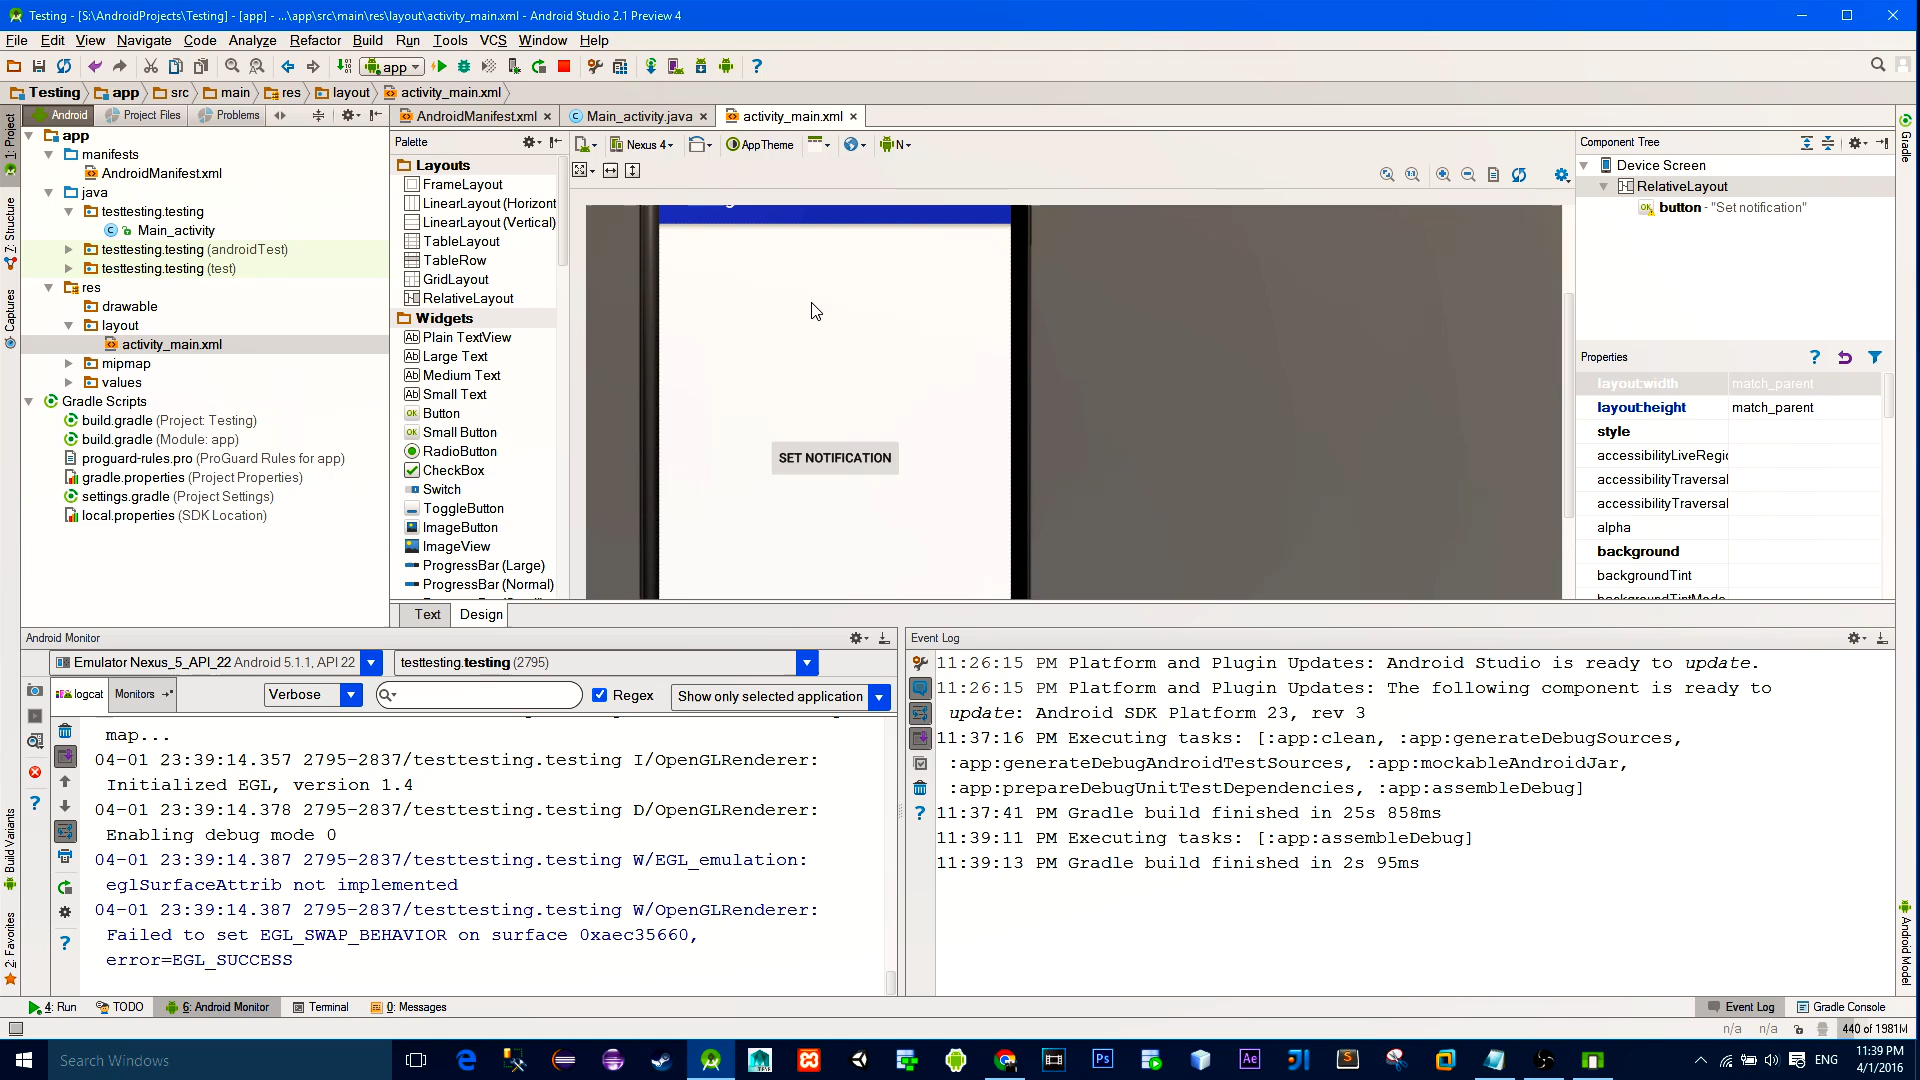 Testing - [S:\AndroidProjects\Testing] - [app] - ...\app\src\main\res\layout\activity_main.xml - Android Studio 2.1 Preview 4
File Edit View Navigate Code Analyze Refactor Build Run Tools VCS Window Help
app
Testing app src main res layout activity_main.xml
1: Project
7: Structure
Captures
Build Variants
2: Favorites
Android Project Files Problems
app
manifests
AndroidManifest.xml
java
testtesting.testing
Main_activity
testtesting.testing (androidTest)
testtesting.testing (test)
res
drawable
layout
activity_main.xml
mipmap
values
Gradle Scripts
build.gradle (Project: Testing)
build.gradle (Module: app)
proguard-rules.pro (ProGuard Rules for app)
gradle.properties (Project Properties)
settings.gradle (Project Settings)
local.properties (SDK Location)
AndroidManifest.xml Main_activity.java activity_main.xml
Palette
Layouts
FrameLayout
LinearLayout (Horizont
LinearLayout (Vertical)
TableLayout
TableRow
GridLayout
RelativeLayout
Widgets
Plain TextView
Large Text
Medium Text
Small Text
Button
Small Button
RadioButton
CheckBox
Switch
ToggleButton
ImageButton
ImageView
ProgressBar (Large)
ProgressBar (Normal)
Nexus 4 AppTheme N
SET NOTIFICATION
Text Design
Component Tree
Device Screen
RelativeLayout
button - "Set notification"
Properties
layout:width match_parent
layout:height match_parent
style
accessibilityLiveRegio
accessibilityTraversal
accessibilityTraversal
alpha
background
backgroundTint
backgroundTintMode
Gradle
Android Model
Android Monitor
Emulator Nexus_5_API_22 Android 5.1.1, API 22 testtesting.testing (2795)
logcat Monitors Verbose Regex Show only selected application
map...
04-01 23:39:14.357 2795-2837/testtesting.testing I/OpenGLRenderer:
Initialized EGL, version 1.4
04-01 23:39:14.378 2795-2837/testtesting.testing D/OpenGLRenderer:
Enabling debug mode 0
04-01 23:39:14.387 2795-2837/testtesting.testing W/EGL_emulation:
eglSurfaceAttrib not implemented
04-01 23:39:14.387 2795-2837/testtesting.testing W/OpenGLRenderer:
Failed to set EGL_SWAP_BEHAVIOR on surface 0xaec35660,
error=EGL_SUCCESS
Event Log
11:26:15 PM Platform and Plugin Updates: Android Studio is ready to update.
11:26:15 PM Platform and Plugin Updates: The following component is ready to
update: Android SDK Platform 23, rev 3
11:37:16 PM Executing tasks: [:app:clean, :app:generateDebugSources,
:app:generateDebugAndroidTestSources, :app:mockableAndroidJar,
:app:prepareDebugUnitTestDependencies, :app:assembleDebug]
11:37:41 PM Gradle build finished in 25s 858ms
11:39:11 PM Executing tasks: [:app:assembleDebug]
11:39:13 PM Gradle build finished in 2s 95ms
4: Run TODO 6: Android Monitor Terminal 0: Messages Event Log Gradle Console
n/a n/a 440 of 1981M
Search Windows
Ps Ae S
ENG
11:39 PM
4/1/2016